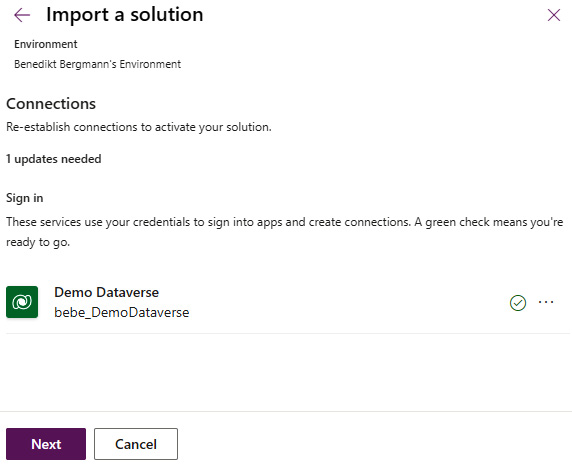 Import a solution
Environment
Benedikt Bergmann's Environment
Connections
Re-establish connections to activate your solution.
1 updates needed
Sign in
These services use your credentials to sign into apps and create connections. A green check means you're
ready to go.
Demo Dataverse
bebe_DemoDataverse
Next
Cancel